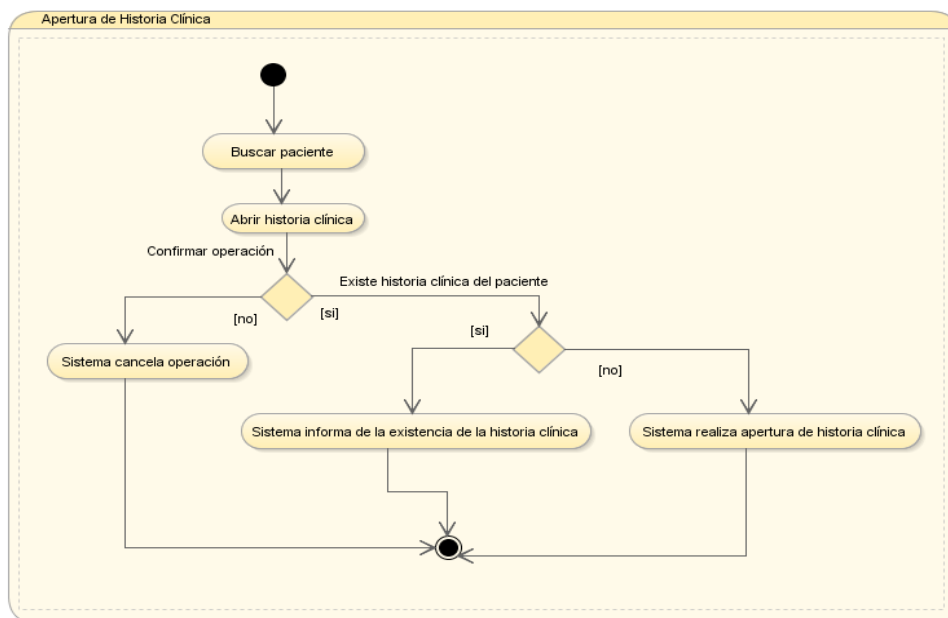 Apertura de Historia Clínica
Buscar paciente
Abrir historia clínica
Confirmar operación
Existe historia clínica del paciente
[no]
[si]
[si]
[no]
Sistema cancela operación
Sistema informa de la existencia de la historia clínica
Sistema realiza apertura de historia clínica